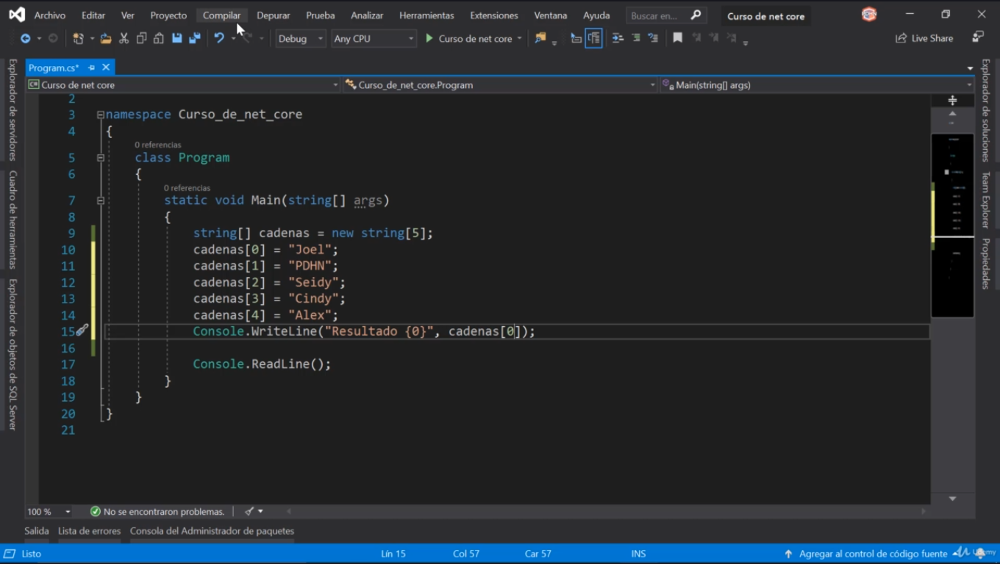 Archivo Editar Ver Proyecto Compilar Depurar Prueba Analizar Herramientas Extensiones Ventana Ayuda Buscar en... Curso de net core
Debug Any CPU Curso de net core Live Share
Program.cs*
Curso de net core Curso_de_net_core.Program Main(string[] args)
Explorador de servidores
Cuadro de herramientas
Explorador de objetos de SQL Server
2
3 namespace Curso_de_net_core
4 {
0 referencias
5 class Program
6 {
0 referencias
7 static void Main(string[] args)
8 {
9 string[] cadenas = new string[5];
10 cadenas[0] = "Joel";
11 cadenas[1] = "PDHN";
12 cadenas[2] = "Seidy";
13 cadenas[3] = "Cindy";
14 cadenas[4] = "Alex";
15 Console.WriteLine("Resultado {0}", cadenas[0]);
16
17 Console.ReadLine();
18 }
19 }
20 }
21
Explorador de soluciones
Team Explorer
Propiedades
100 % No se encontraron problemas.
Salida Lista de errores Consola del Administrador de paquetes
Listo Lín 15 Col 57 Car 57 INS Agregar al control de código fuente